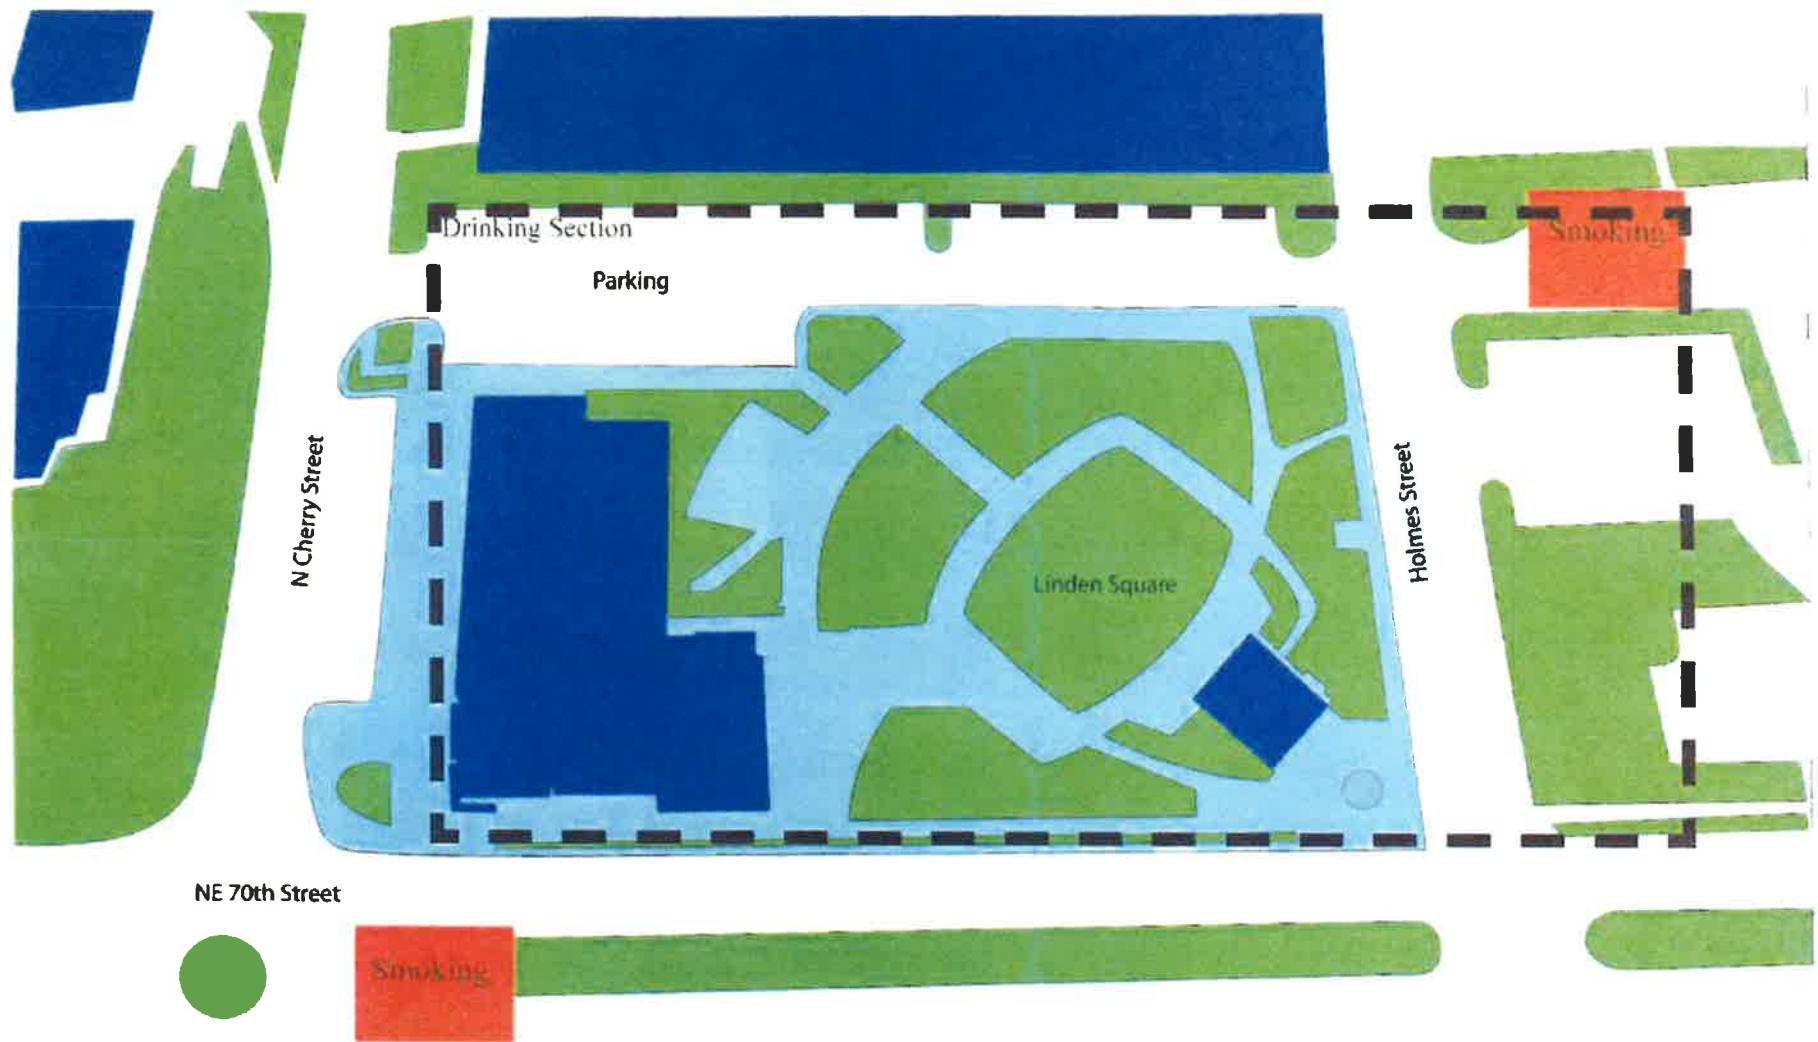 Drinking Section
Smoking
Parking
N Cherry Street
Holmes Street
Linden Square
NE 70th Street
Smoking